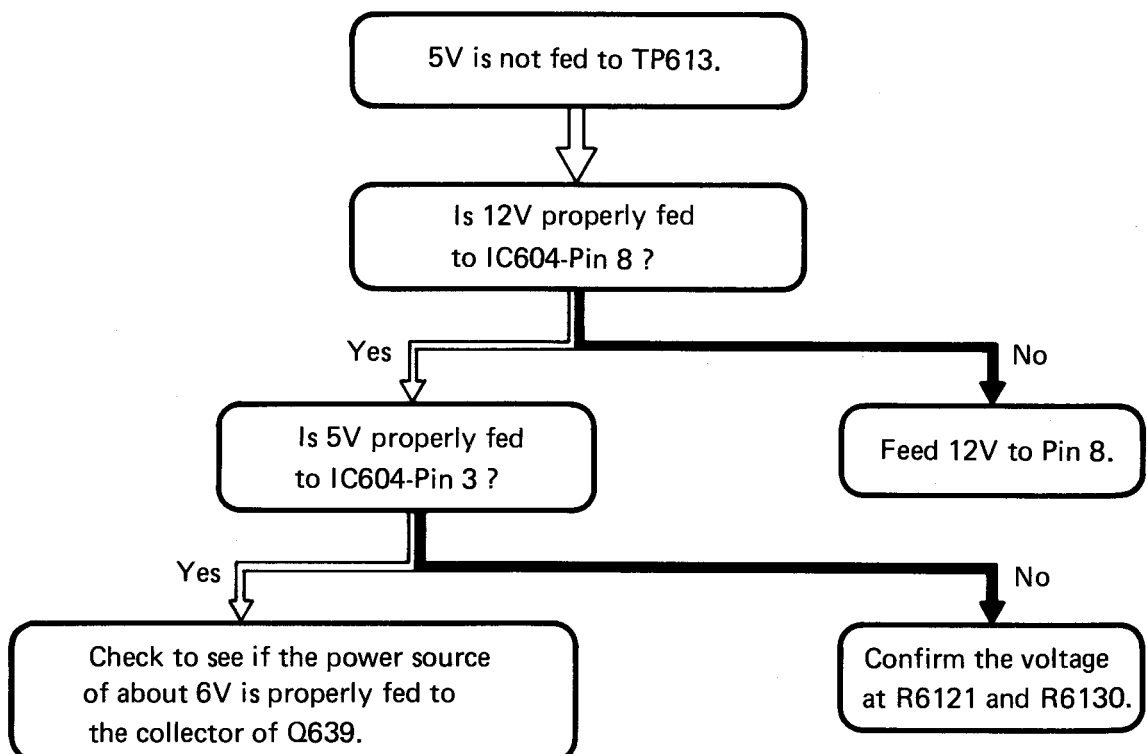 5V is not fed to TP613.
Is 12V properly fed
to IC604-Pin 8 ?
Yes
No
Is 5V properly fed
to IC604-Pin 3 ?
Feed 12V to Pin 8.
Yes
No
Check to see if the power source
of about 6V is properly fed to
the collector of Q639.
Confirm the voltage
at R6121 and R6130.